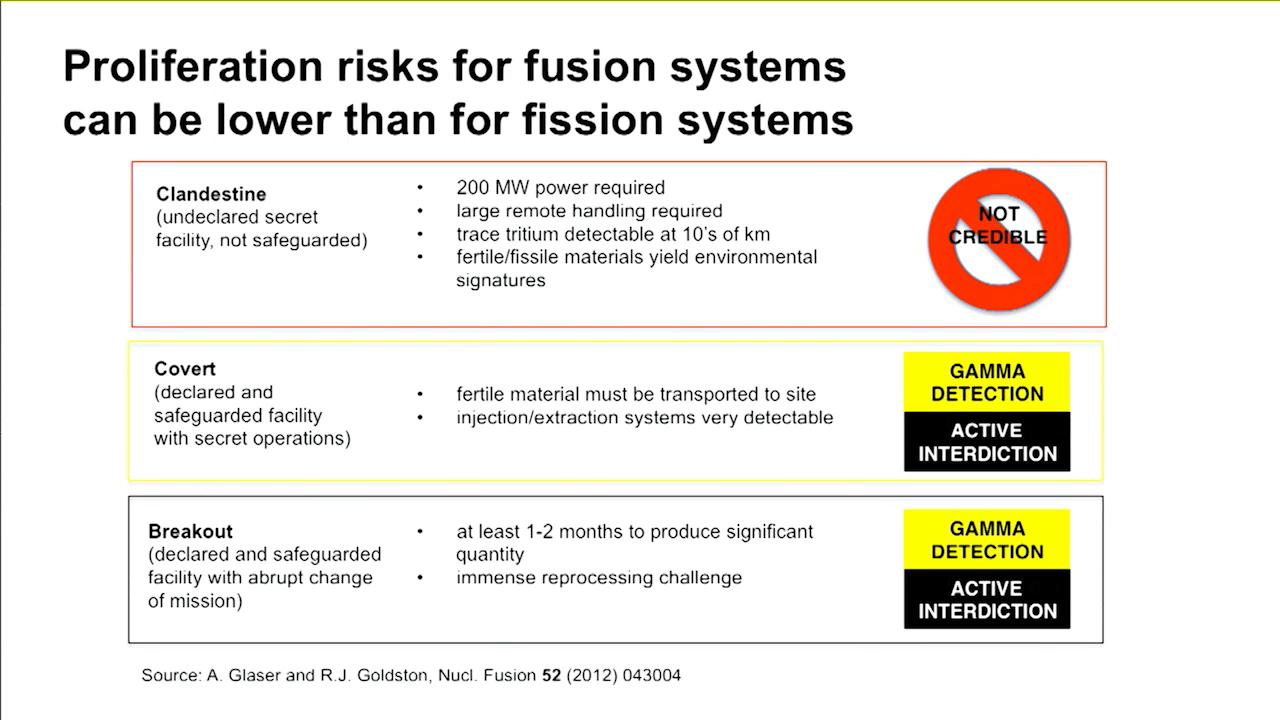 Proliferation risks for fusion systems
can be lower than for fission systems
Clandestine
(undeclared secret
facility, not safeguarded)
• 200 MW power required
• large remote handling required
• trace tritium detectable at 10's of km
• fertile/fissile materials yield environmental
signatures
NOT
CREDIBLE
Covert
(declared and
safeguarded facility
with secret operations)
• fertile material must be transported to site
• injection/extraction systems very detectable
GAMMA
DETECTION
ACTIVE
INTERDICTION
Breakout
(declared and safeguarded
facility with abrupt change
of mission)
• at least 1-2 months to produce significant
quantity
• immense reprocessing challenge
GAMMA
DETECTION
ACTIVE
INTERDICTION
Source: A. Glaser and R.J. Goldston, Nucl. Fusion 52 (2012) 043004